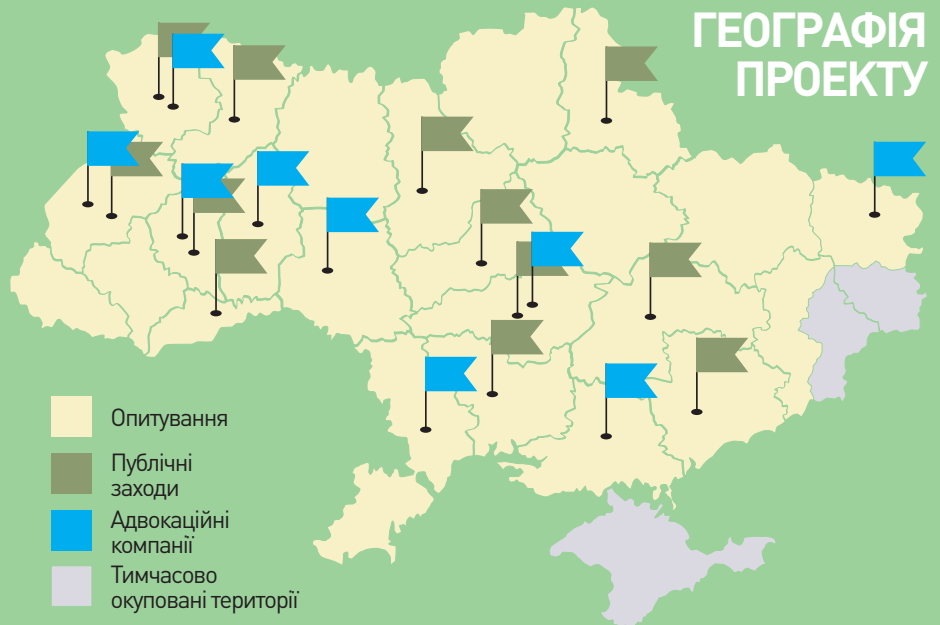 ГЕОГРАФІЯ
ПРОЕКТУ
Опитування
Публічні
заходи
Адвокаційні
компанії
Тимчасово
окуповані території